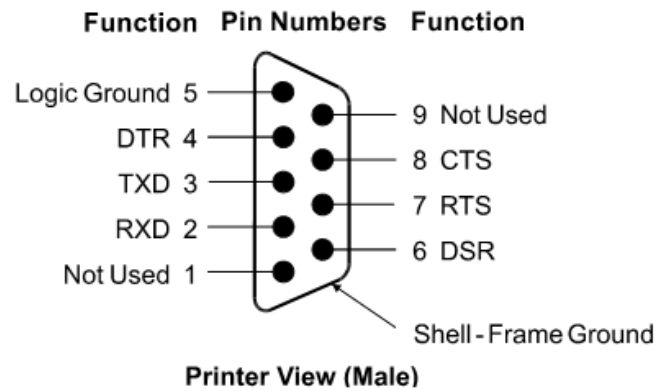 Function Pin Numbers Function
Logic Ground 5
9 Not Used
DTR 4
8 CTS
TXD 3
7 RTS
RXD 2
6 DSR
Not Used 1
Shell-Frame Ground
Printer View (Male)